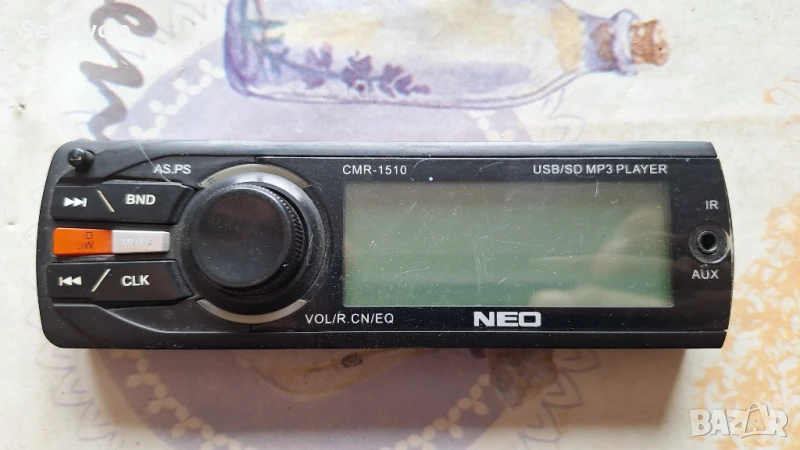 AS.PS
CMR-1510
USB/SD MP3 PLAYER
BND
IR
CLK
AUX
VOL/R.CN/EQ
NEO
BAZAR